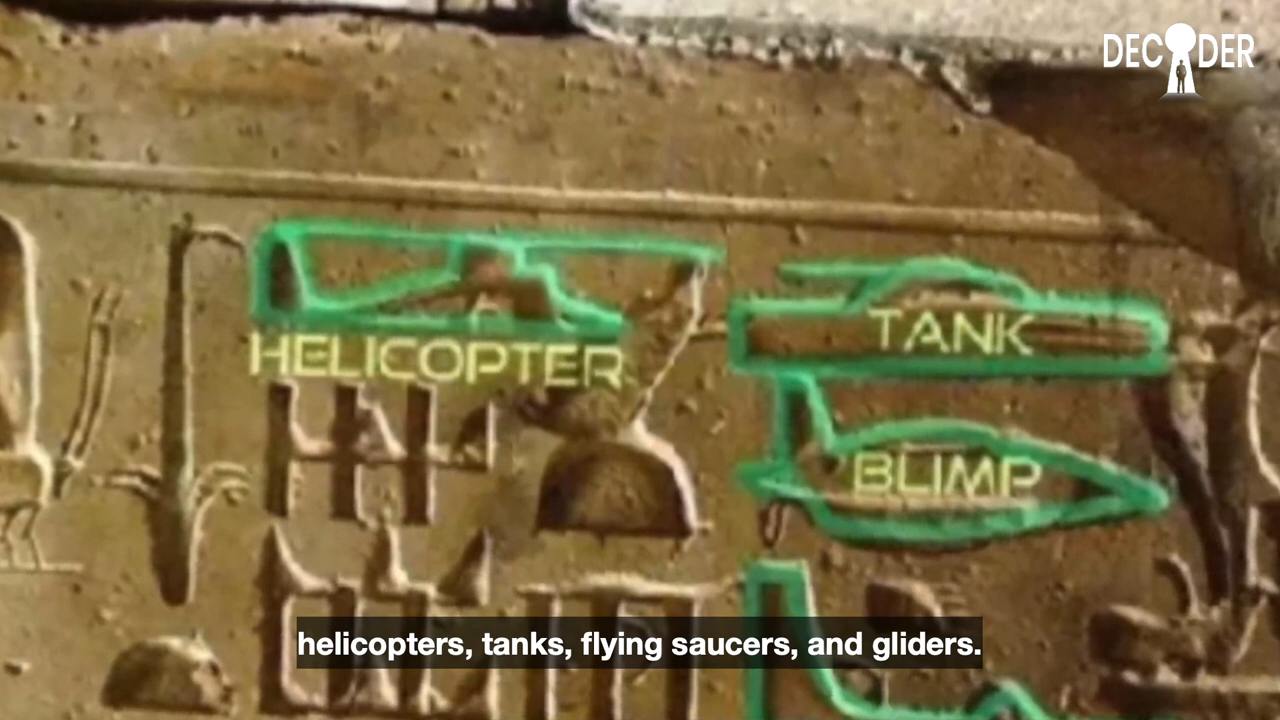 DECODER
HELICOPTER
TANK
BLIMP
helicopters, tanks, flying saucers, and gliders.